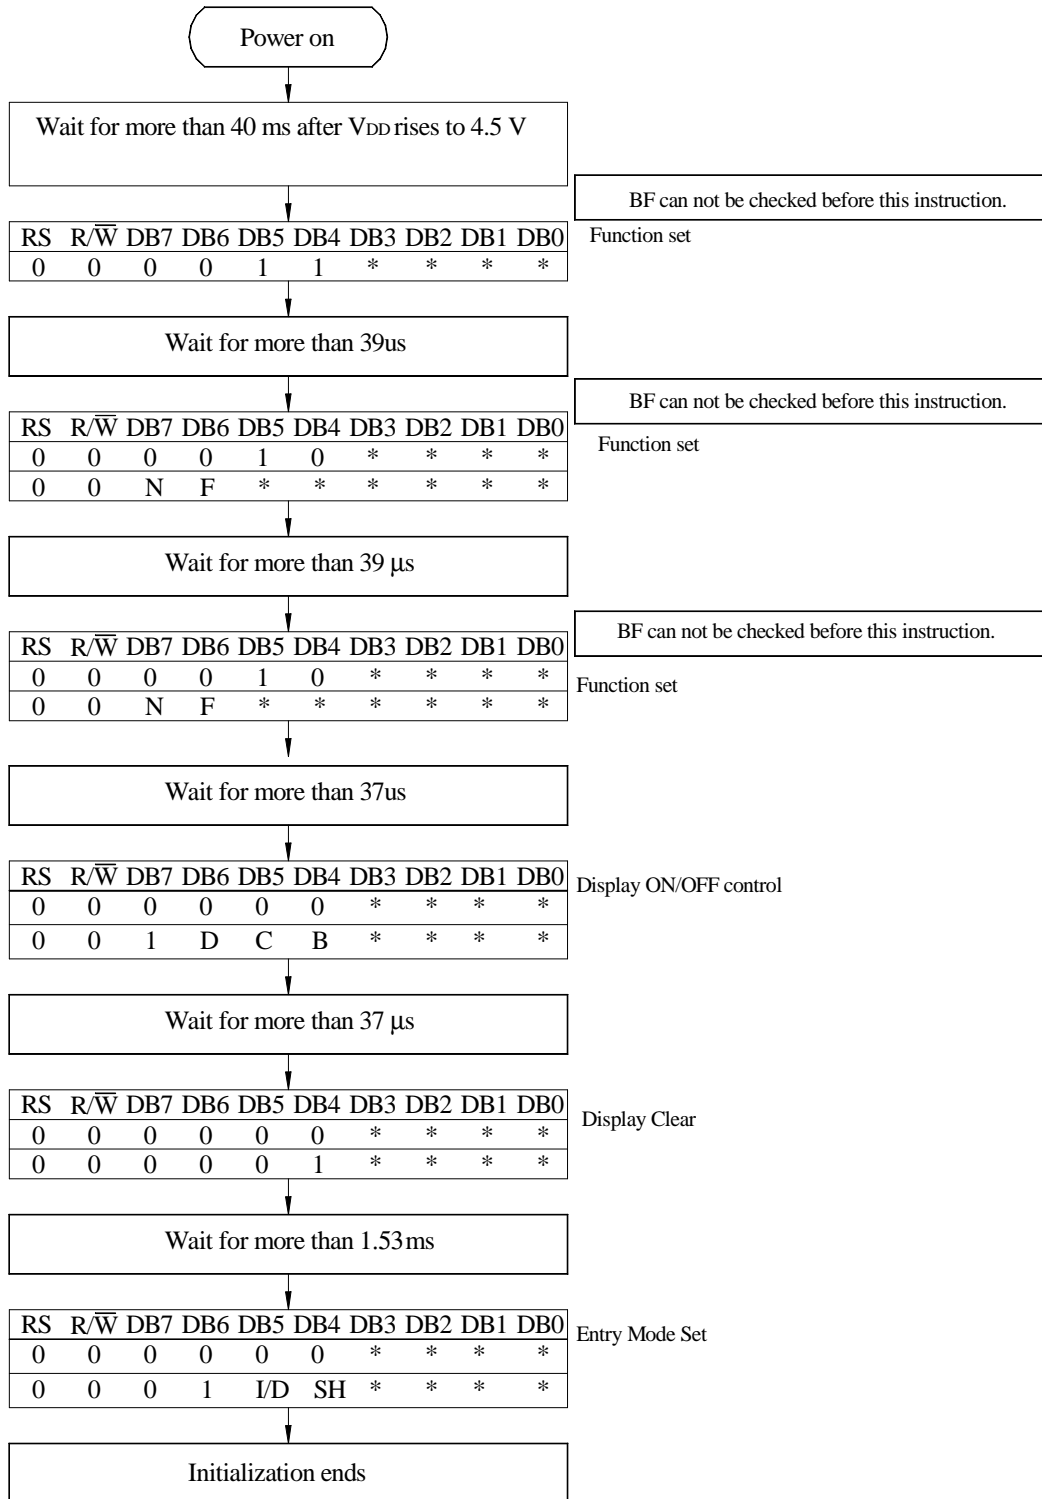 Power on
Wait for more than 40 ms after VDD rises to 4.5 V
BF can not be checked before this instruction.
RS R/W̅ DB7 DB6 DB5 DB4 DB3 DB2 DB1 DB0
Function set
0 0 0 0 1 1 * * * *
Wait for more than 39us
BF can not be checked before this instruction.
RS R/W̅ DB7 DB6 DB5 DB4 DB3 DB2 DB1 DB0
Function set
0 0 0 0 1 0 * * * *
0 0 N F * * * * * *
Wait for more than 39 μs
BF can not be checked before this instruction.
RS R/W̅ DB7 DB6 DB5 DB4 DB3 DB2 DB1 DB0
0 0 0 0 1 0 * * * *
Function set
0 0 N F * * * * * *
Wait for more than 37us
RS R/W̅ DB7 DB6 DB5 DB4 DB3 DB2 DB1 DB0
Display ON/OFF control
0 0 0 0 0 0 * * * *
0 0 1 D C B * * * *
Wait for more than 37 μs
RS R/W̅ DB7 DB6 DB5 DB4 DB3 DB2 DB1 DB0
Display Clear
0 0 0 0 0 0 * * * *
0 0 0 0 0 1 * * * *
Wait for more than 1.53ms
RS R/W̅ DB7 DB6 DB5 DB4 DB3 DB2 DB1 DB0
Entry Mode Set
0 0 0 0 0 0 * * * *
0 0 0 1 I/D SH * * * *
Initialization ends